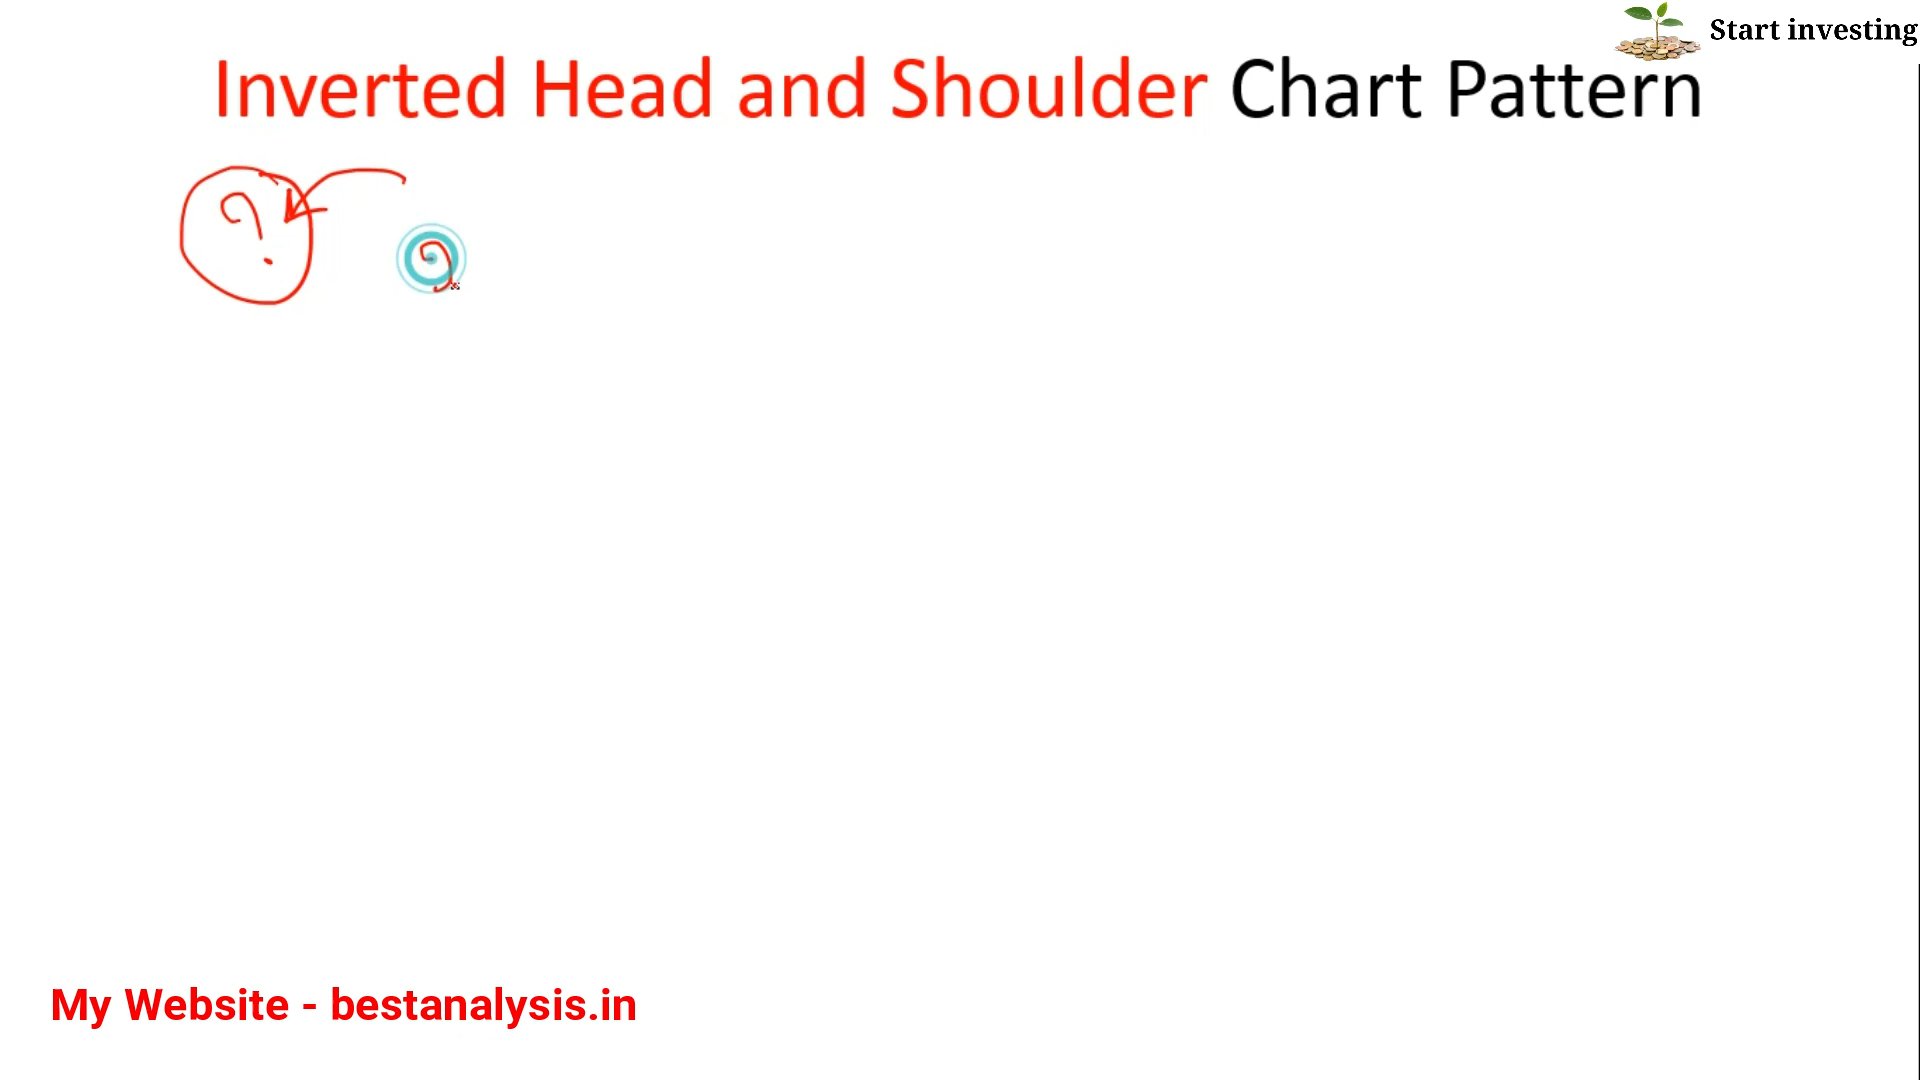 Start investing
Inverted Head and Shoulder Chart Pattern
?
My Website - bestanalysis.in